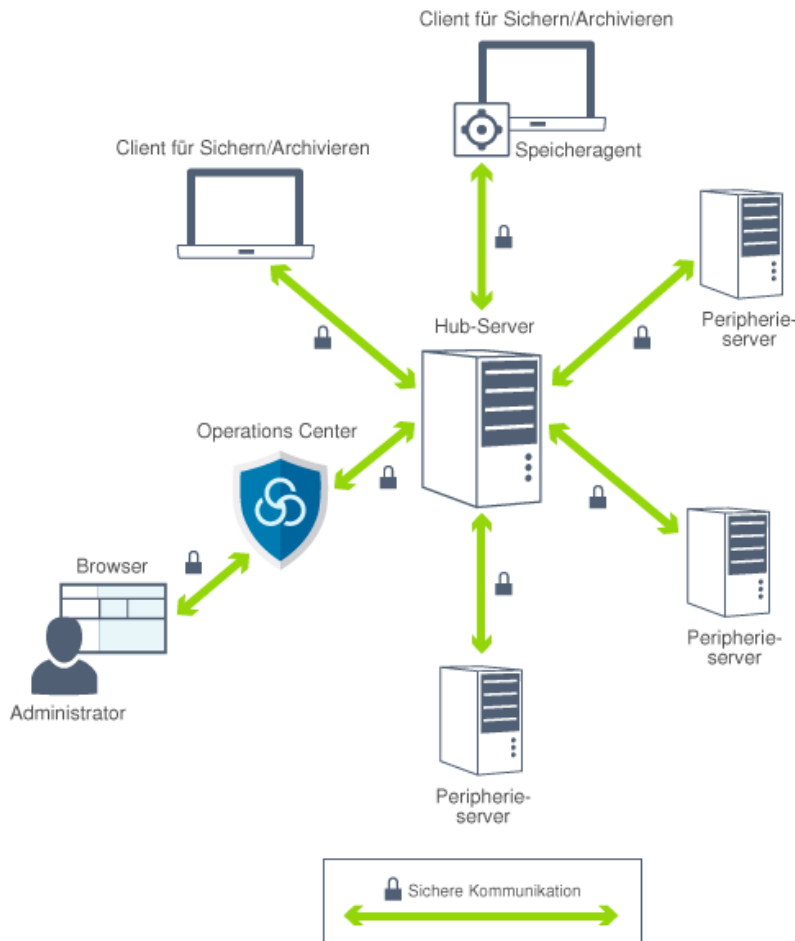 Client für Sichern/Archivieren
Client für Sichern/Archivieren
Speicheragent
Hub-Server
Peripherie-
server
Operations Center
Browser
Peripherie-
server
Administrator
Peripherie-
server
Sichere Kommunikation